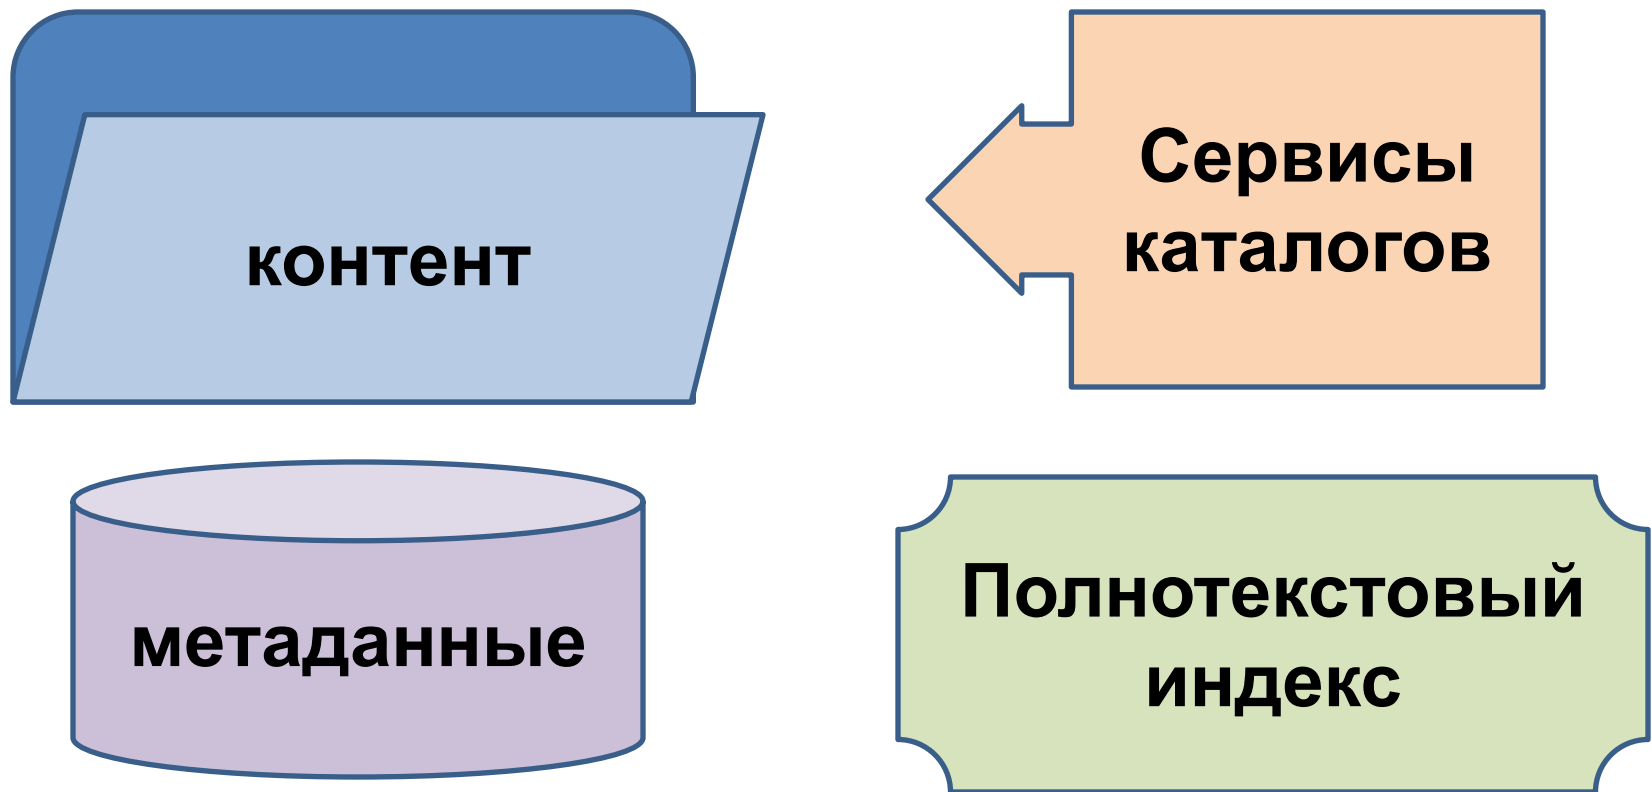 контент
Сервисы
каталогов
метаданные
Полнотекстовый
индекс